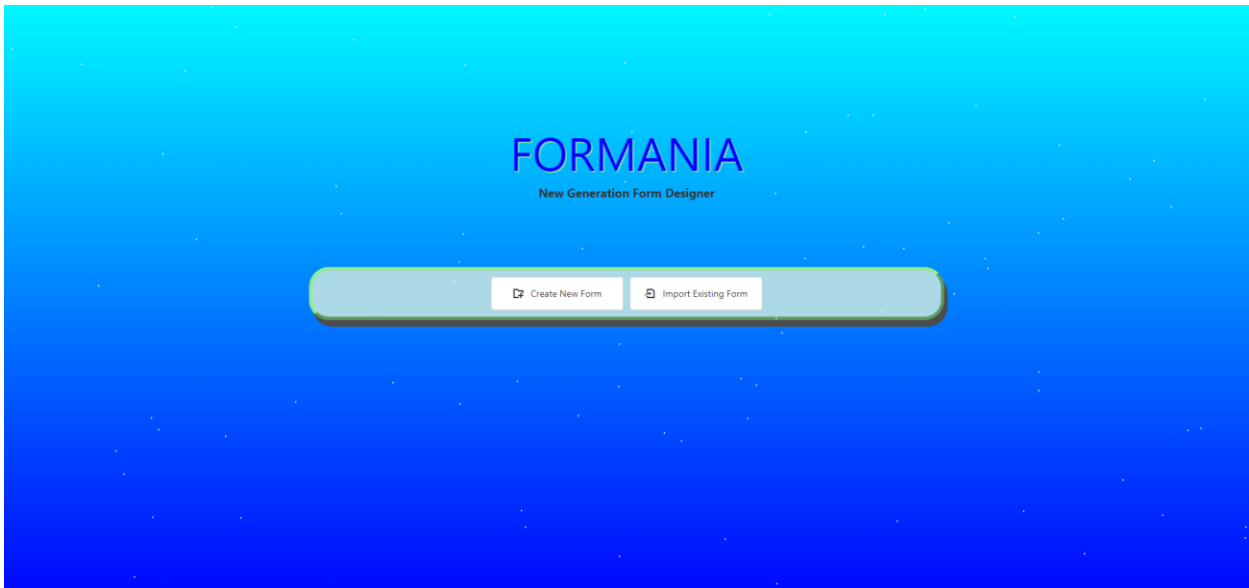 FORMANIA
New Generation Form Designer
Create New Form
Import Existing Form